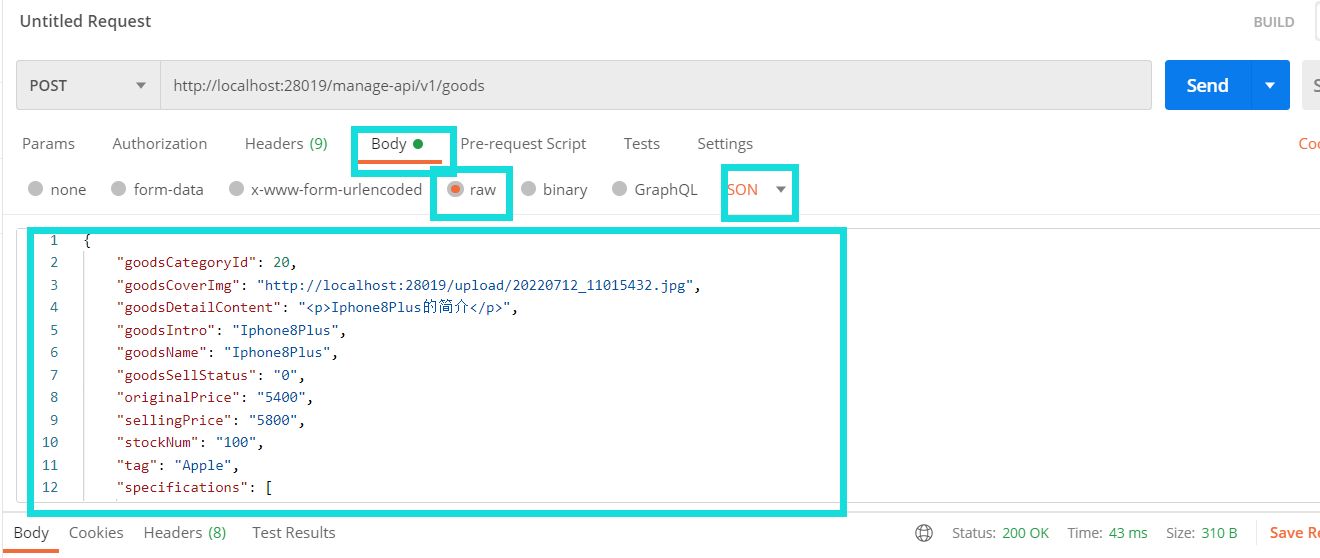 Untitled Request BUILD
POST http://localhost:28019/manage-api/v1/goods Send S
Params Authorization Headers (9) Body Pre-request Script Tests Settings Coo
none form-data x-www-form-urlencoded raw binary GraphQL SON
1 {
2 "goodsCategoryId": 20,
3 "goodsCoverImg": "http://localhost:28019/upload/20220712_11015432.jpg",
4 "goodsDetailContent": "<p>Iphone8Plus的简介</p>",
5 "goodsIntro": "Iphone8Plus",
6 "goodsName": "Iphone8Plus",
7 "goodsSellStatus": "0",
8 "originalPrice": "5400",
9 "sellingPrice": "5800",
10 "stockNum": "100",
11 "tag": "Apple",
12 "specifications": [
Body Cookies Headers (8) Test Results Status: 200 OK Time: 43 ms Size: 310 B Save Re